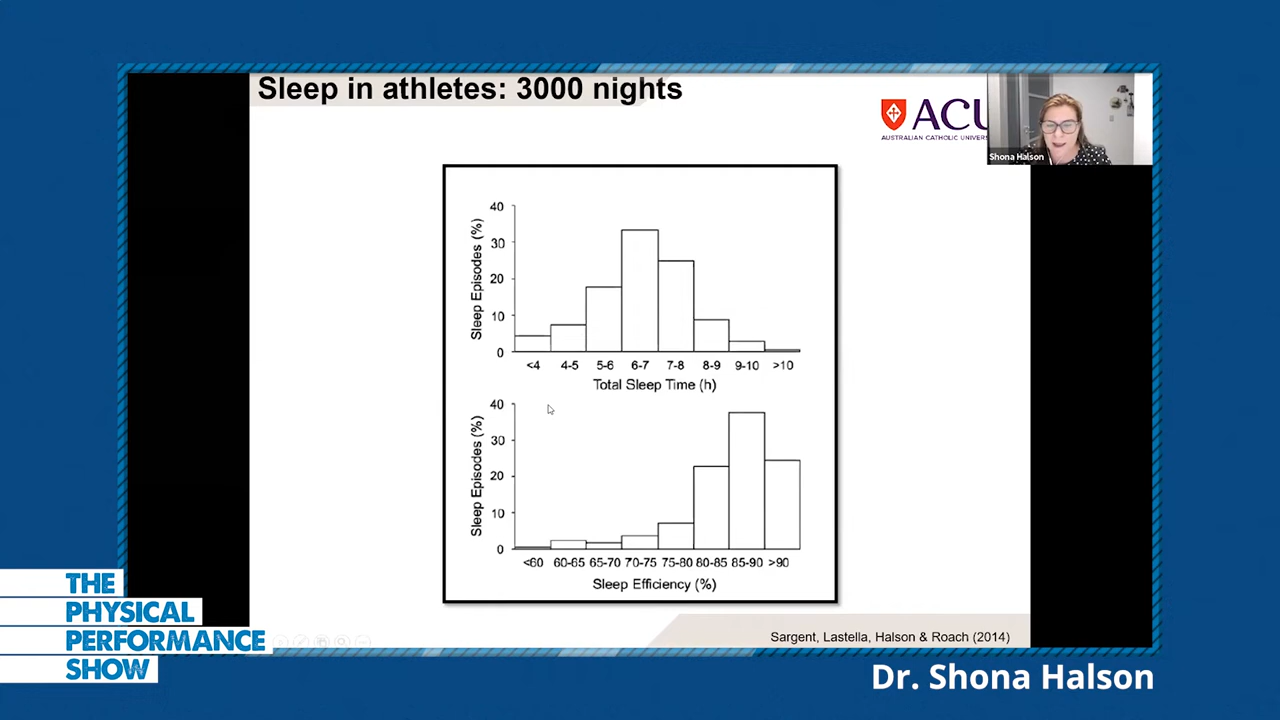 Sleep in athletes: 3000 nights
ACU
AUSTRALIAN CATHOLIC UNIVERS
Shona Halson
Sleep Episodes (%)
40
30
20
10
0
<4 4-5 5-6 6-7 7-8 8-9 9-10 >10
Total Sleep Time (h)
Sleep Episodes (%)
40
30
20
10
0
<60 60-65 65-70 70-75 75-80 80-85 85-90 >90
Sleep Efficiency (%)
Sargent, Lastella, Halson & Roach (2014)
THE
PHYSICAL
PERFORMANCE
SHOW
Dr. Shona Halson